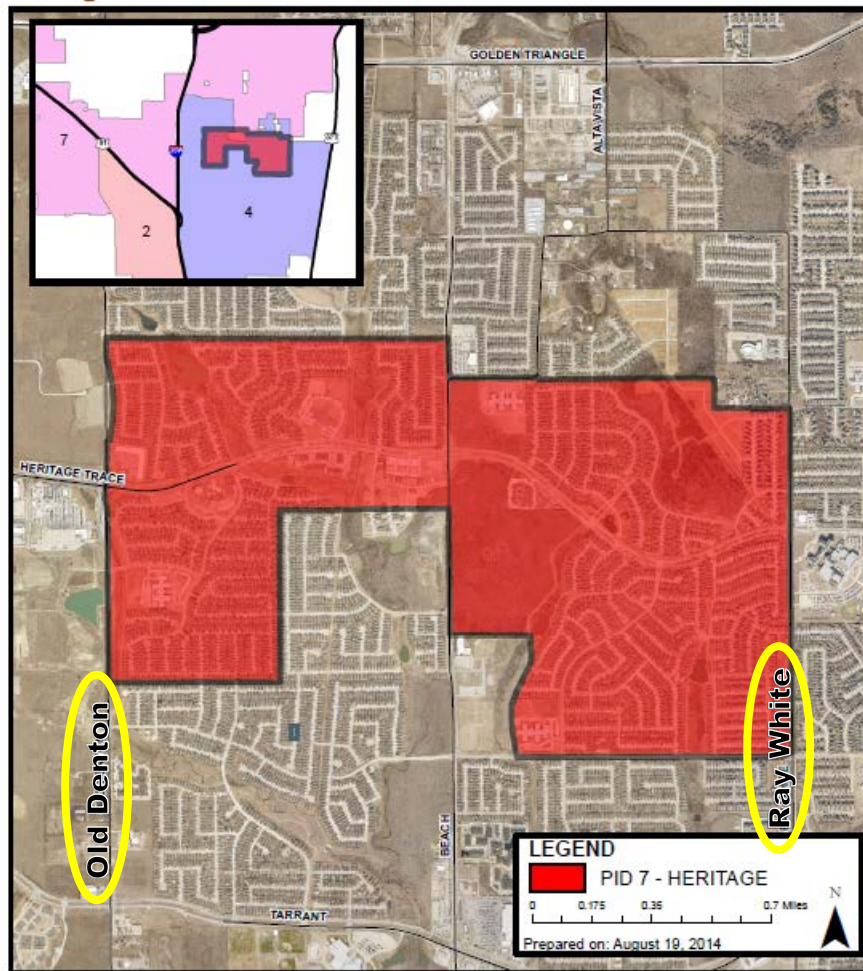 GOLDEN TRIANGLE
ALTA VISTA
7
2
4
HERITAGE TRACE
Old Denton
BEACH
Ray White
TARRANT
LEGEND
PID 7 - HERITAGE
N
0 0.175 0.35 0.7 Miles
Prepared on: August 19, 2014